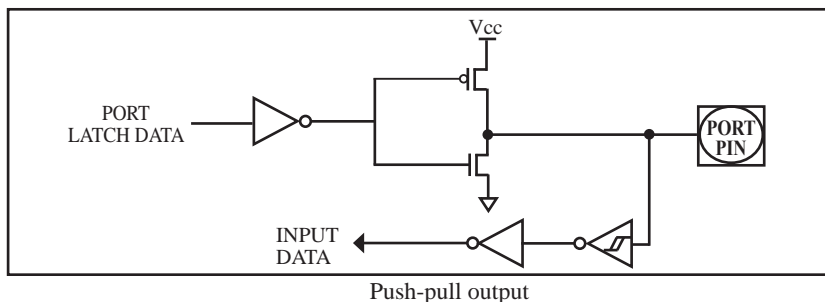 Vcc
PORT
LATCH DATA
PORT
PIN
INPUT
DATA
Push-pull output